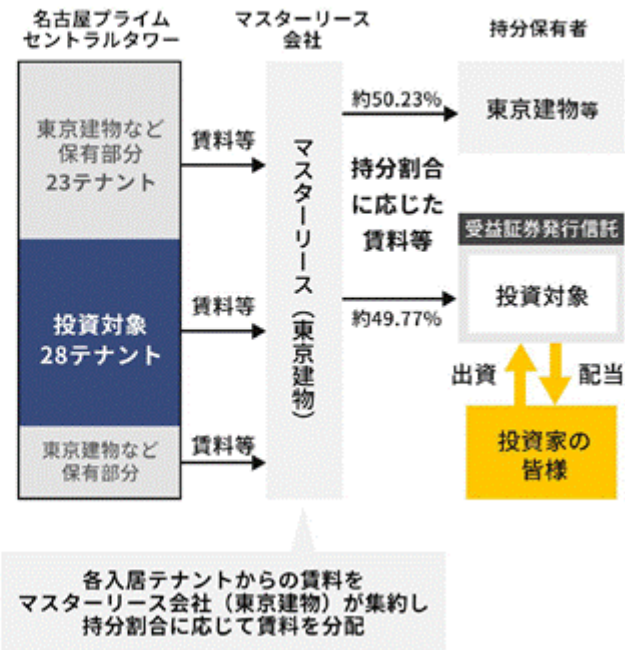 名古屋プライム
セントラルタワー
マスターリース
会社
持分保有者
東京建物など
保有部分
23テナント
賃料等
投資対象
28テナント
賃料等
東京建物など
保有部分
賃料等
マスターリース（東京建物）
約50.23%
持分割合
に応じた
賃料等
約49.77%
東京建物等
受益証券発行信託
投資対象
出資
配当
投資家の
皆様
各入居テナントからの賃料を
マスターリース会社（東京建物）が集約し
持分割合に応じて賃料を分配